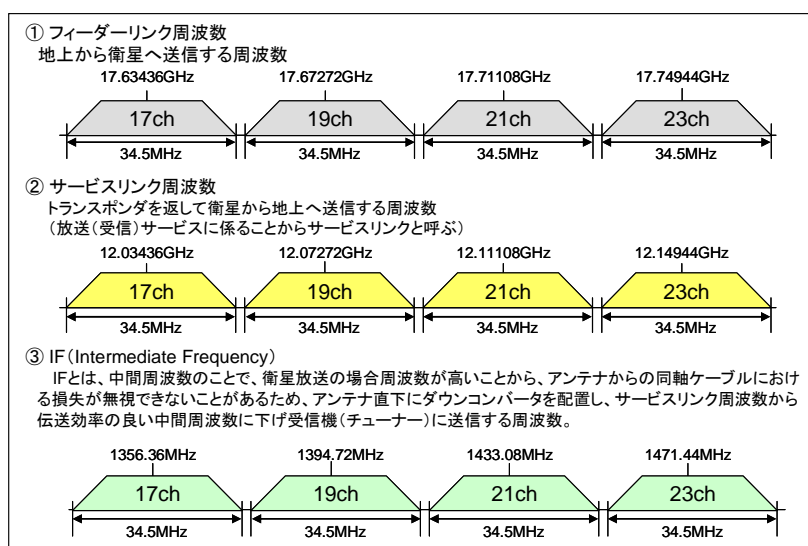 ① フィーダーリンク周波数
地上から衛星へ送信する周波数
17.63436GHz 17.67272GHz 17.71108GHz 17.74944GHz
17ch 19ch 21ch 23ch
34.5MHz 34.5MHz 34.5MHz 34.5MHz
② サービスリンク周波数
トランスポンダを返して衛星から地上へ送信する周波数
(放送(受信)サービスに係ることからサービスリンクと呼ぶ)
12.03436GHz 12.07272GHz 12.11108GHz 12.14944GHz
17ch 19ch 21ch 23ch
34.5MHz 34.5MHz 34.5MHz 34.5MHz
③ IF(Intermediate Frequency)
IFとは、中間周波数のことで、衛星放送の場合周波数が高いことから、アンテナからの同軸ケーブルにおけ
る損失が無視できないことがあるため、アンテナ直下にダウンコンバータを配置し、サービスリンク周波数から
伝送効率の良い中間周波数に下げ受信機(チューナー)に送信する周波数。
1356.36MHz 1394.72MHz 1433.08MHz 1471.44MHz
17ch 19ch 21ch 23ch
34.5MHz 34.5MHz 34.5MHz 34.5MHz